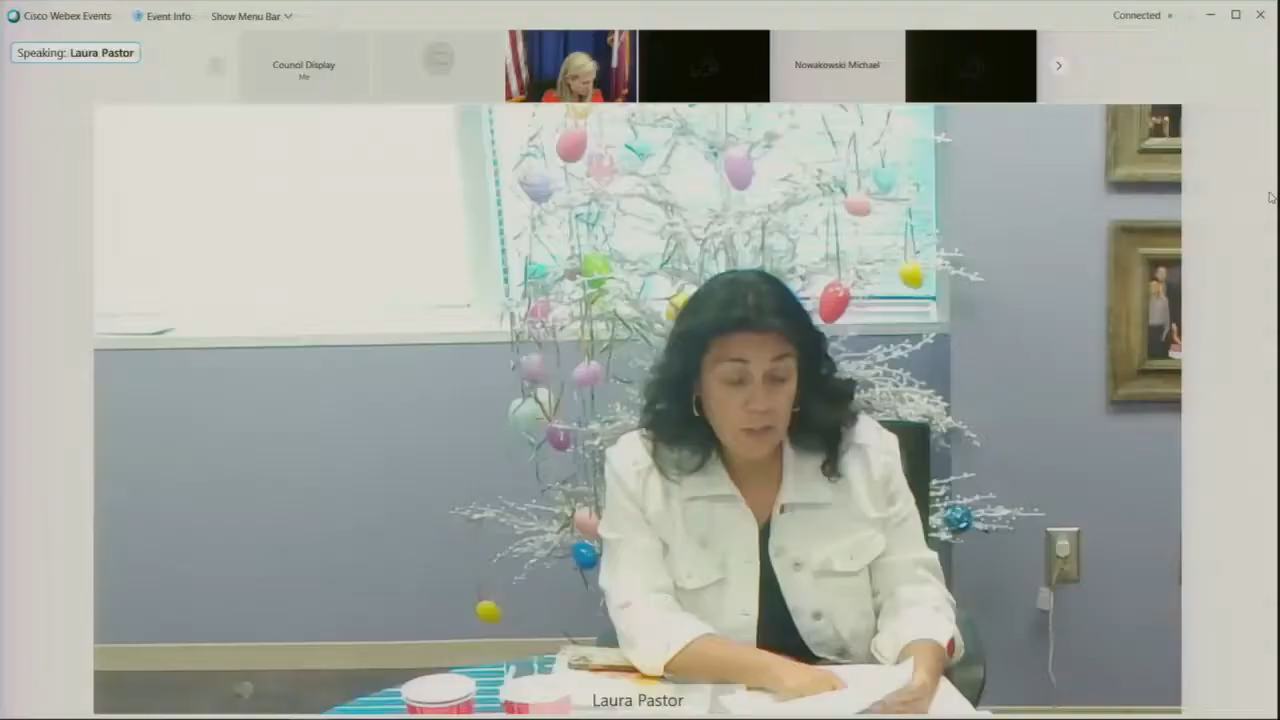 Cisco Webex Events
Event Info
Show Menu Bar
Connected
Speaking: Laura Pastor
Council Display
Me
Nowakowski Michael
Laura Pastor